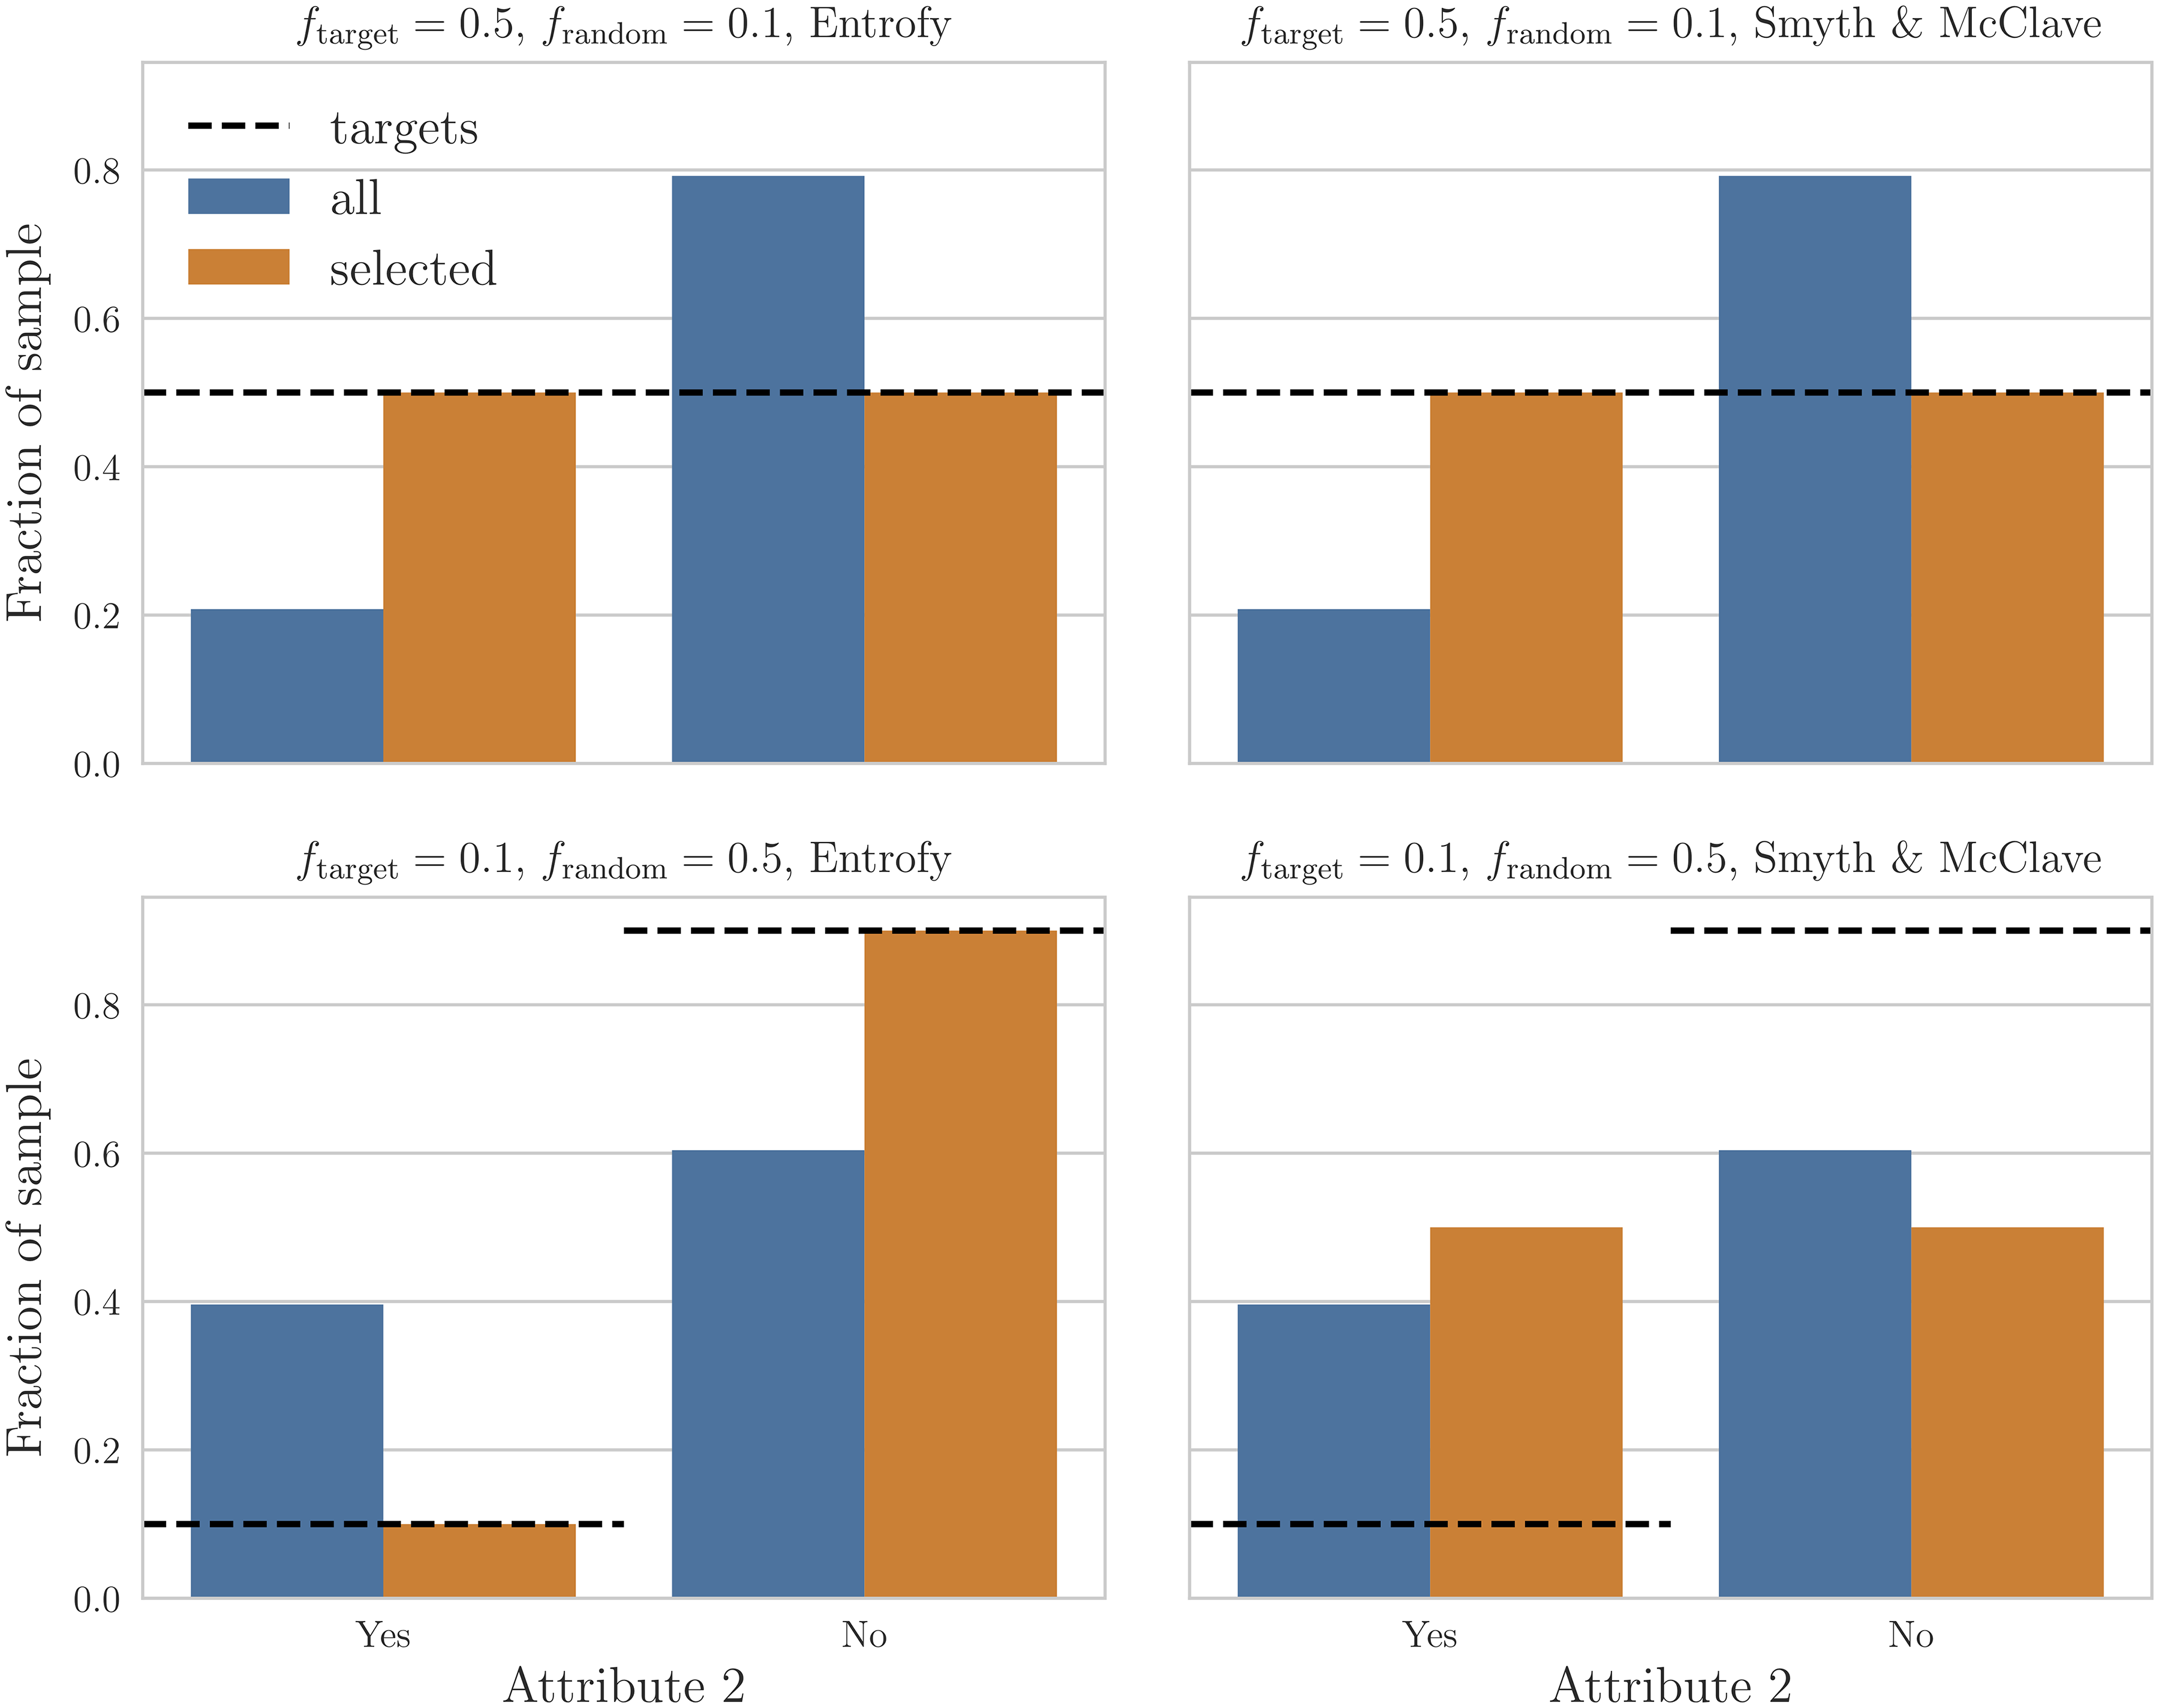 f_target = 0.5, f_random = 0.1, Entrofy
f_target = 0.5, f_random = 0.1, Smyth & McClave
targets
all
selected
0.8
0.6
0.4
0.2
0.0
Fraction of sample
f_target = 0.1, f_random = 0.5, Entrofy
f_target = 0.1, f_random = 0.5, Smyth & McClave
0.8
0.6
0.4
0.2
0.0
Fraction of sample
Yes No
Yes No
Attribute 2
Attribute 2